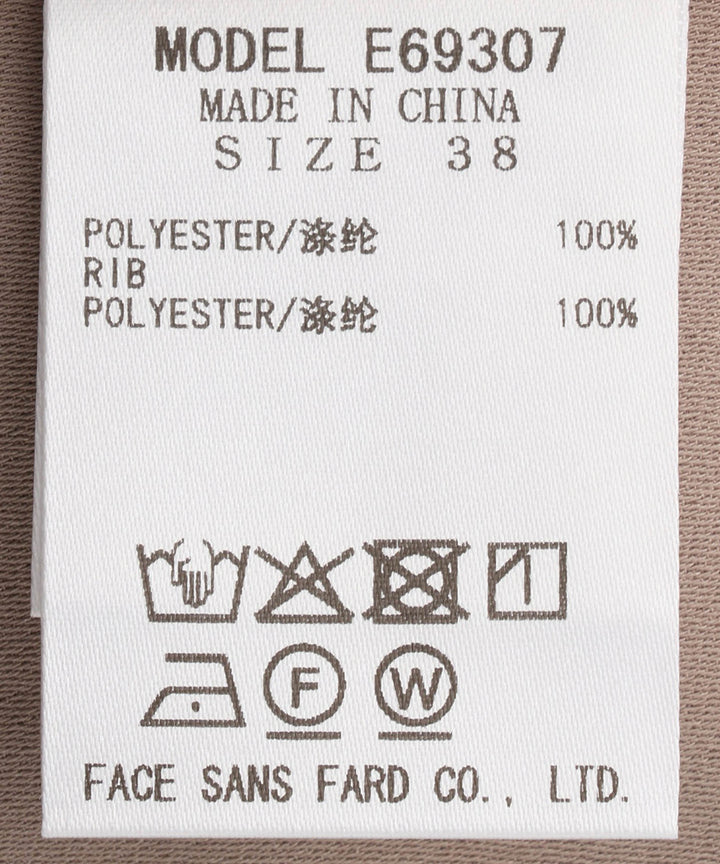 MODEL E69307
MADE IN CHINA
SIZE 38
POLYESTER/涤纶 100%
RIB
POLYESTER/涤纶 100%
F W
FACE SANS FARD CO., LTD.